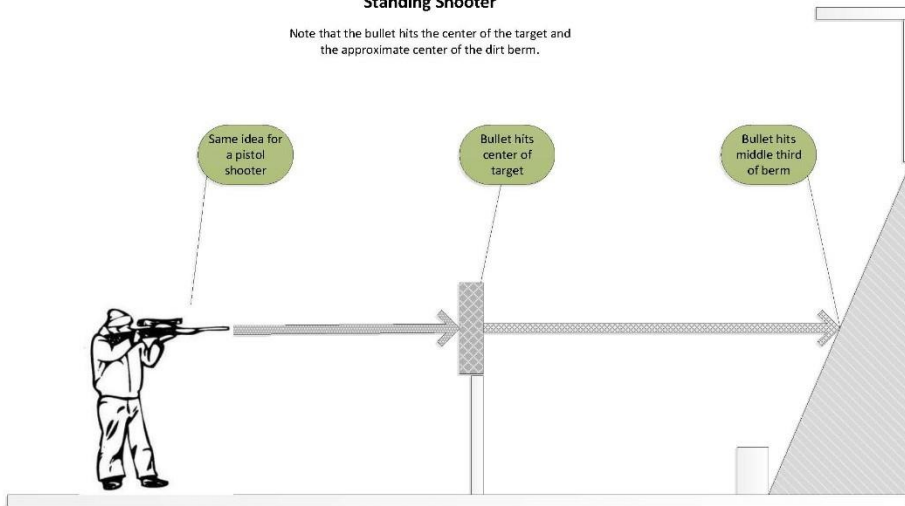 Standing Shooter
Note that the bullet hits the center of the target and
the approximate center of the dirt berm.
Same idea for
a pistol
shooter
Bullet hits
center of
target
Bullet hits
middle third
of berm